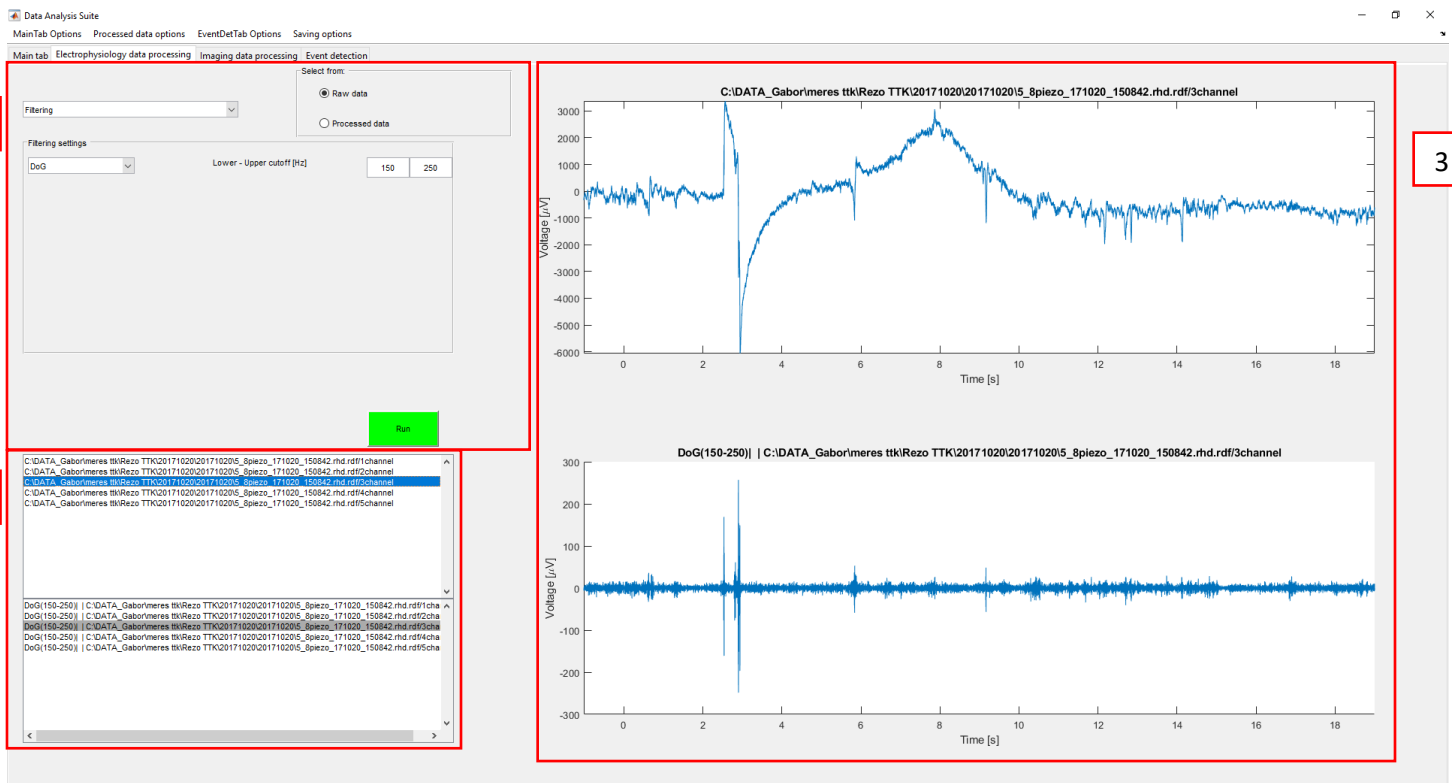 Data Analysis Suite
MainTab Options Processed data options EventDetTab Options Saving options
Main tab Electrophysiology data processing Imaging data processing Event detection
Select from:
Raw data
Filtering
Processed data
Filtering settings
DoG
Lower - Upper cutoff [Hz]
150 250
Run
C:\DATA_Gabor\meres ttk\Rezo TTK\20171020\20171020\5_8piezo_171020_150842.rhd.rdf/1channel
C:\DATA_Gabor\meres ttk\Rezo TTK\20171020\20171020\5_8piezo_171020_150842.rhd.rdf/2channel
C:\DATA_Gabor\meres ttk\Rezo TTK\20171020\20171020\5_8piezo_171020_150842.rhd.rdf/3channel
C:\DATA_Gabor\meres ttk\Rezo TTK\20171020\20171020\5_8piezo_171020_150842.rhd.rdf/4channel
C:\DATA_Gabor\meres ttk\Rezo TTK\20171020\20171020\5_8piezo_171020_150842.rhd.rdf/5channel
DoG(150-250)| | C:\DATA_Gabor\meres ttk\Rezo TTK\20171020\20171020\5_8piezo_171020_150842.rhd.rdf/1cha
DoG(150-250)| | C:\DATA_Gabor\meres ttk\Rezo TTK\20171020\20171020\5_8piezo_171020_150842.rhd.rdf/2cha
DoG(150-250)| | C:\DATA_Gabor\meres ttk\Rezo TTK\20171020\20171020\5_8piezo_171020_150842.rhd.rdf/3cha
DoG(150-250)| | C:\DATA_Gabor\meres ttk\Rezo TTK\20171020\20171020\5_8piezo_171020_150842.rhd.rdf/4cha
DoG(150-250)| | C:\DATA_Gabor\meres ttk\Rezo TTK\20171020\20171020\5_8piezo_171020_150842.rhd.rdf/5cha
C:\DATA_Gabor\meres ttk\Rezo TTK\20171020\20171020\5_8piezo_171020_150842.rhd.rdf/3channel
3000
2000
1000
0
-1000
-2000
-3000
-4000
-5000
-6000
Voltage [μV]
0 2 4 6 8 10 12 14 16 18
Time [s]
DoG(150-250)| | C:\DATA_Gabor\meres ttk\Rezo TTK\20171020\20171020\5_8piezo_171020_150842.rhd.rdf/3channel
300
200
100
0
-100
-200
-300
Voltage [μV]
0 2 4 6 8 10 12 14 16 18
Time [s]
3